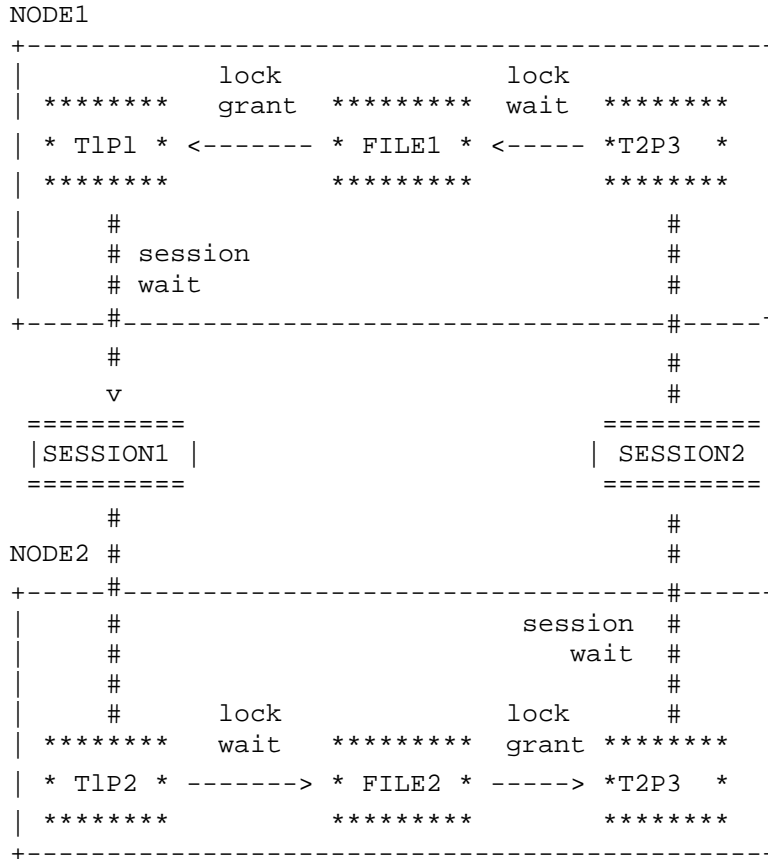 NODE1
lock lock
******** grant ********* wait ********
* TlPl * <------- * FILE1 * <----- *T2P3 *
******** ********* ********
# #
# session #
# wait #
# #
# #
v #
========== ==========
|SESSION1 | | SESSION2
========== ==========
# #
NODE2 # #
# #
# session #
# wait #
# #
# lock lock #
******** wait ********* grant ********
* TlP2 * -------> * FILE2 * -----> *T2P3 *
******** ********* ********